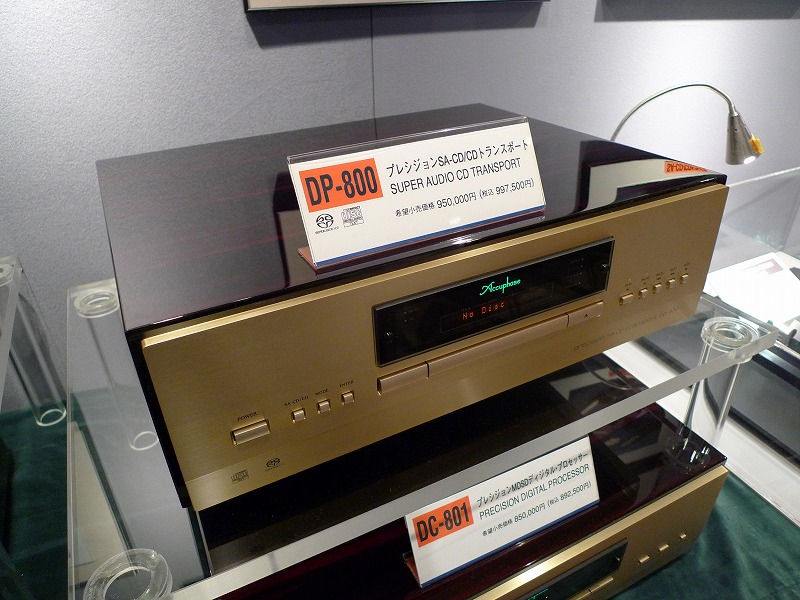 DP-800
プレシジョンSA-CD/CDトランスポート
SUPER AUDIO CD TRANSPORT
希望小売価格 950,000円 (税込 997,500円)
Accuphase
No Disc
POWER
SA-CD/CD
MODE
ENTER
DC-801
プレシジョンMDSDディジタル・プロセッサー
PRECISION DIGITAL PROCESSOR
希望小売価格 850,000円 (税込 892,500円)